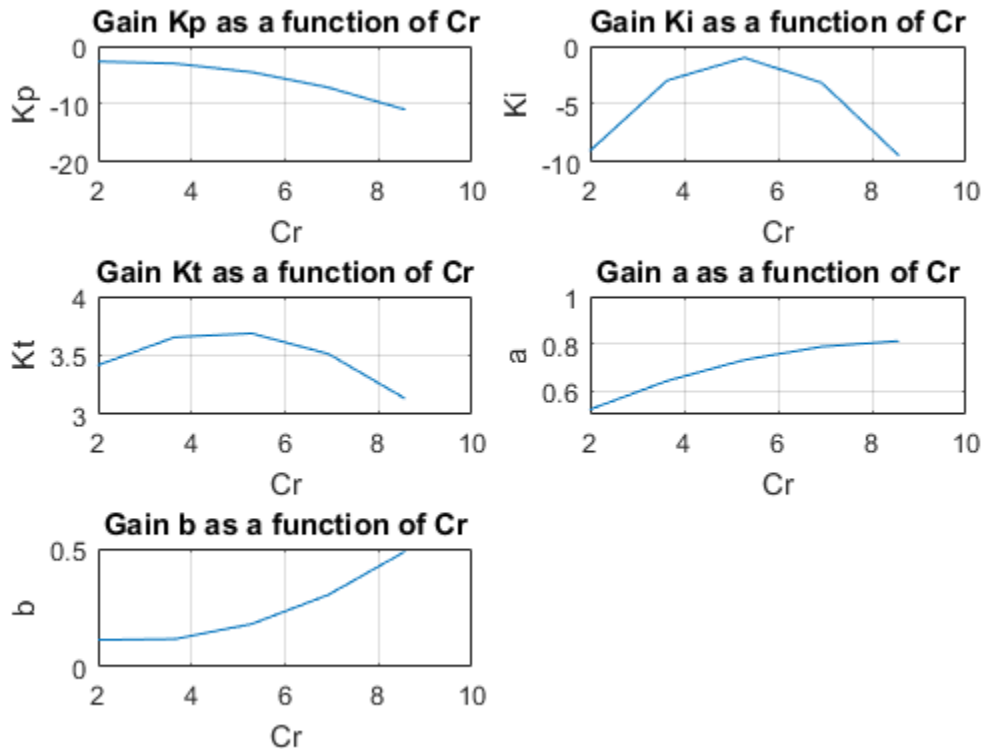 Gain Kp as a function of Cr
0
-10
-20
Kp
2 4 6 8 10
Cr
Gain Ki as a function of Cr
0
-5
-10
Ki
2 4 6 8 10
Cr
Gain Kt as a function of Cr
4
3.5
3
Kt
2 4 6 8 10
Cr
Gain a as a function of Cr
1
0.8
0.6
a
2 4 6 8 10
Cr
Gain b as a function of Cr
0.5
0
b
2 4 6 8 10
Cr